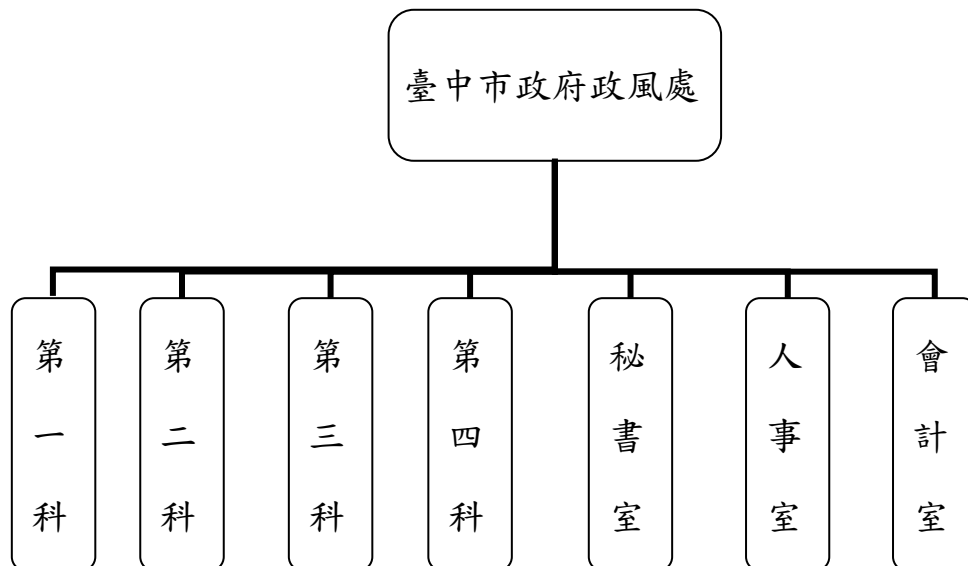 臺中市政府政風處
第一科
第二科
第三科
第四科
秘書室
人事室
會計室